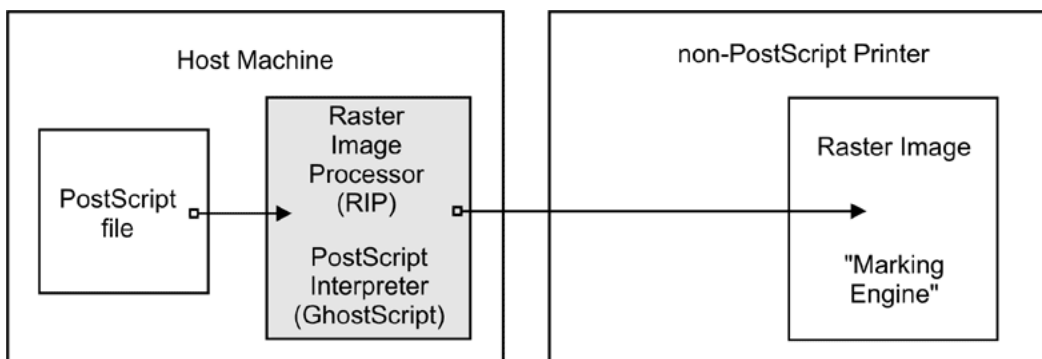 Host Machine
PostScript
file
Raster
Image
Processor
(RIP)
PostScript
Interpreter
(GhostScript)
non-PostScript Printer
Raster Image
"Marking
Engine"